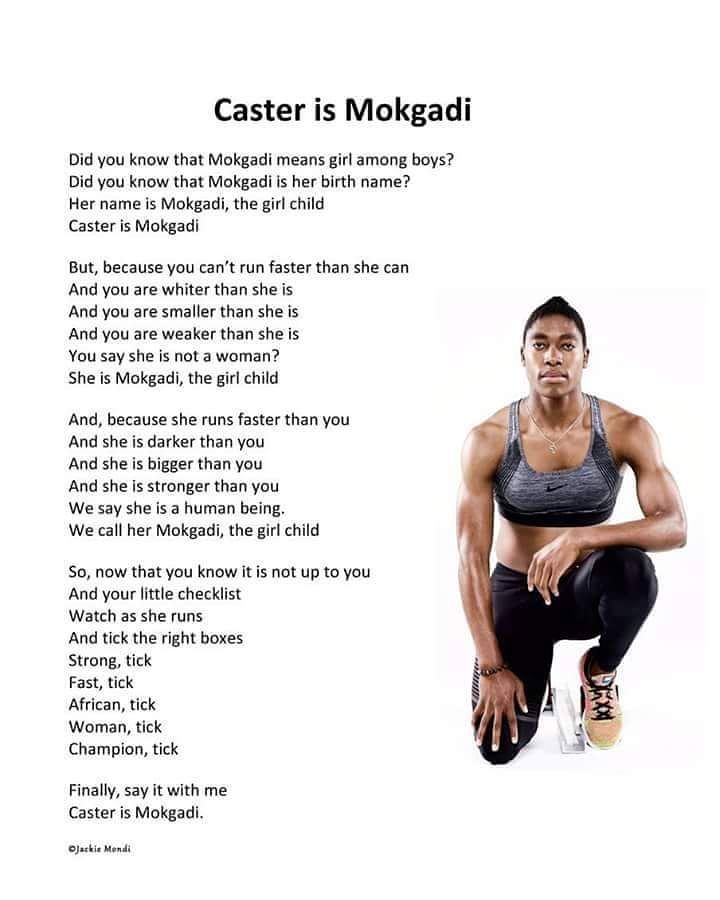 Caster is Mokgadi
Did you know that Mokgadi means girl among boys?
Did you know that Mokgadi is her birth name?
Her name is Mokgadi, the girl child
Caster is Mokgadi
But, because you can’t run faster than she can
And you are whiter than she is
And you are smaller than she is
And you are weaker than she is
You say she is not a woman?
She is Mokgadi, the girl child
And, because she runs faster than you
And she is darker than you
And she is bigger than you
And she is stronger than you
We say she is a human being.
We call her Mokgadi, the girl child
So, now that you know it is not up to you
And your little checklist
Watch as she runs
And tick the right boxes
Strong, tick
Fast, tick
African, tick
Woman, tick
Champion, tick
Finally, say it with me
Caster is Mokgadi.
©Jackie Mondi